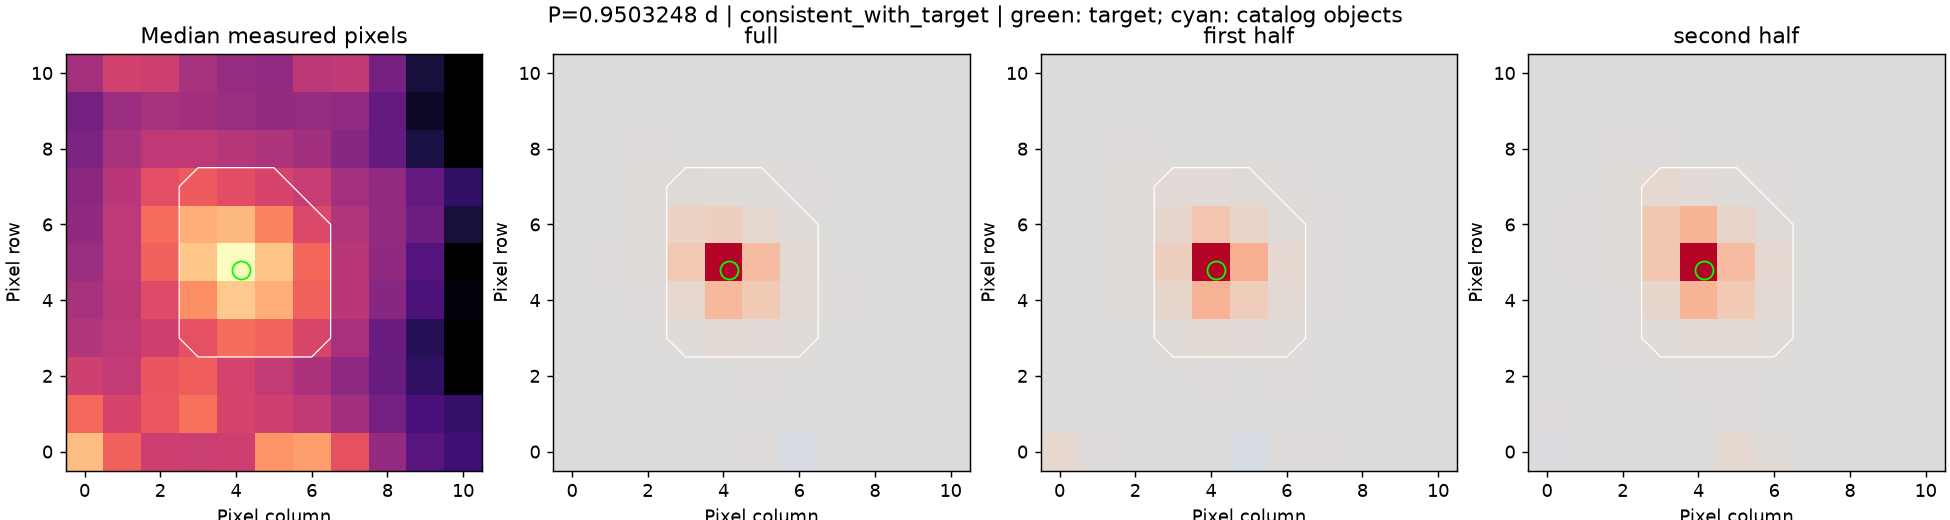 P=0.9503248 d | consistent_with_target | green: target; cyan: catalog objects
Median measured pixels
full
first half
second half
Pixel row
10
8
6
4
2
0
0 2 4 6 8 10
Pixel column
Pixel row
10
8
6
4
2
0
0 2 4 6 8 10
Pixel column
Pixel row
10
8
6
4
2
0
0 2 4 6 8 10
Pixel column
Pixel row
10
8
6
4
2
0
0 2 4 6 8 10
Pixel column